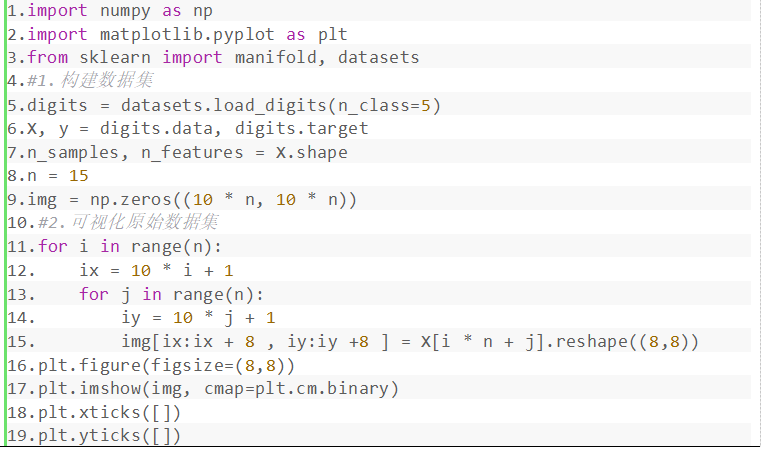 1.import numpy as np
2.import matplotlib.pyplot as plt
3.from sklearn import manifold, datasets
4.#1.构建数据集
5.digits = datasets.load_digits(n_class=5)
6.X, y = digits.data, digits.target
7.n_samples, n_features = X.shape
8.n = 15
9.img = np.zeros((10 * n, 10 * n))
10.#2.可视化原始数据集
11.for i in range(n):
12.    ix = 10 * i + 1
13.    for j in range(n):
14.        iy = 10 * j + 1
15.        img[ix:ix + 8 , iy:iy +8 ] = X[i * n + j].reshape((8,8))
16.plt.figure(figsize=(8,8))
17.plt.imshow(img, cmap=plt.cm.binary)
18.plt.xticks([])
19.plt.yticks([])